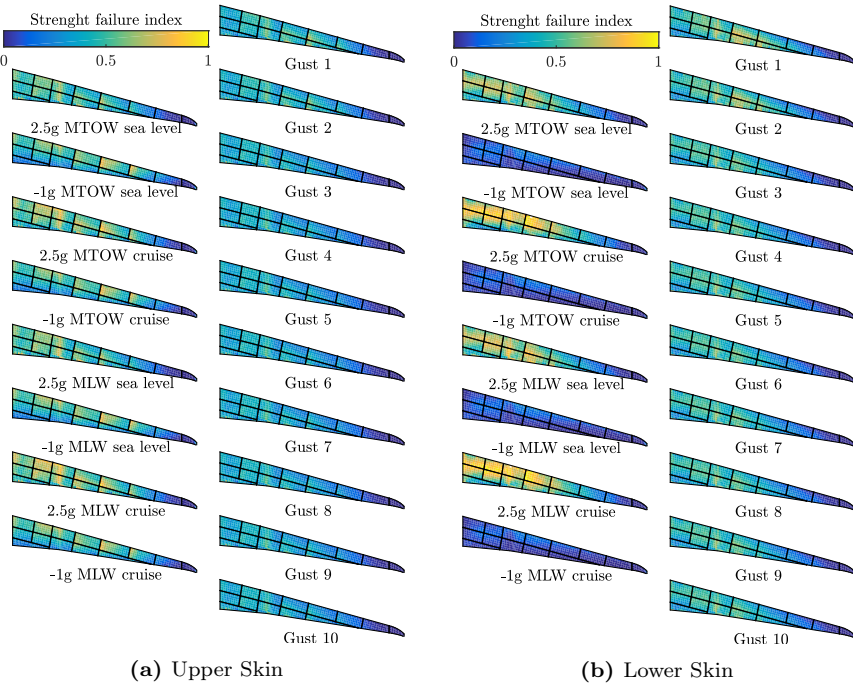 Strenght failure index
0 0.5 1
2.5g MTOW sea level
-1g MTOW sea level
2.5g MTOW cruise
-1g MTOW cruise
2.5g MLW sea level
-1g MLW sea level
2.5g MLW cruise
-1g MLW cruise
Gust 1
Gust 2
Gust 3
Gust 4
Gust 5
Gust 6
Gust 7
Gust 8
Gust 9
Gust 10
(a) Upper Skin
Strenght failure index
0 0.5 1
2.5g MTOW sea level
-1g MTOW sea level
2.5g MTOW cruise
-1g MTOW cruise
2.5g MLW sea level
-1g MLW sea level
2.5g MLW cruise
-1g MLW cruise
Gust 1
Gust 2
Gust 3
Gust 4
Gust 5
Gust 6
Gust 7
Gust 8
Gust 9
Gust 10
(b) Lower Skin